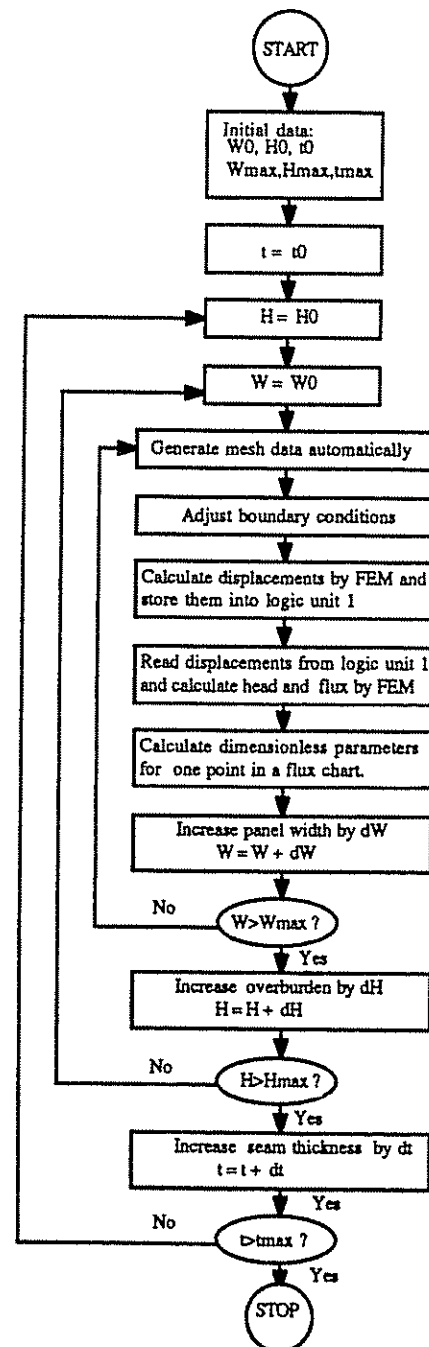 START
Initial data:
W0, H0, t0
Wmax,Hmax,tmax
t = t0
H = H0
W = W0
Generate mesh data automatically
Adjust boundary conditions
Calculate displacements by FEM and
store them into logic unit 1
Read displacements from logic unit 1
and calculate head and flux by FEM
Calculate dimensionless parameters
for one point in a flux chart.
Increase panel width by dW
W = W + dW
No
W>Wmax ?
Yes
Increase overburden by dH
H = H + dH
No
H>Hmax ?
Yes
Increase seam thickness by dt
t = t + dt
Yes
No
t>tmax ?
Yes
STOP